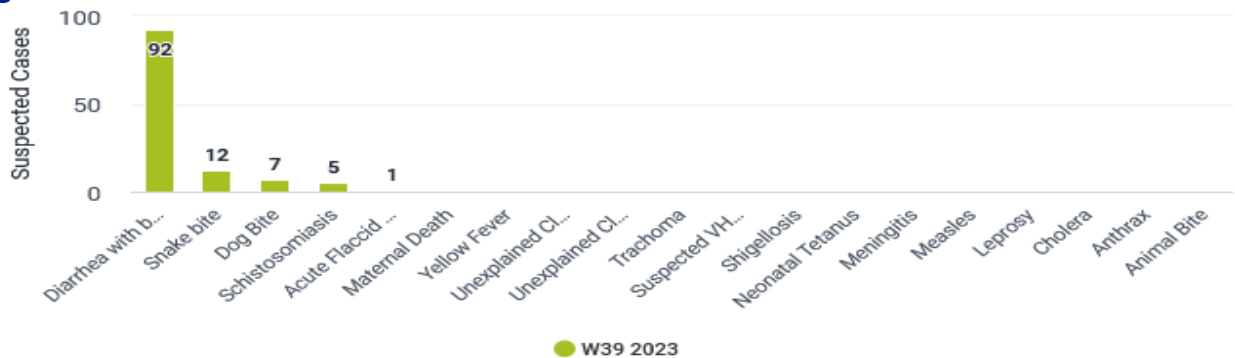 Suspected Cases
100
50
0
92
12
7
5
1
Diarrhea with b...
Snake bite
Dog Bite
Schistosomiasis
Acute Flaccid ...
Maternal Death
Yellow Fever
Unexplained Cl...
Unexplained Cl...
Trachoma
Suspected VH...
Shigellosis
Neonatal Tetanus
Meningitis
Measles
Leprosy
Cholera
Anthrax
Animal Bite
W39 2023